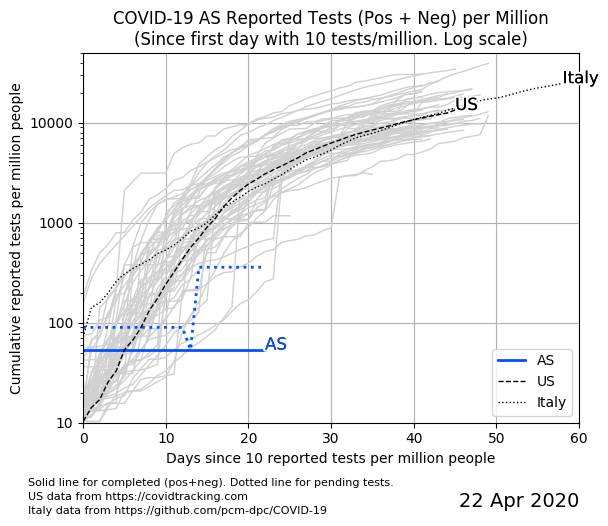 COVID-19 AS Reported Tests (Pos + Neg) per Million
(Since first day with 10 tests/million. Log scale)
Cumulative reported tests per million people
10000
1000
100
10
Italy
US
AS
AS
US
Italy
0 10 20 30 40 50 60
Days since 10 reported tests per million people
Solid line for completed (pos+neg). Dotted line for pending tests.
US data from https://covidtracking.com
Italy data from https://github.com/pcm-dpc/COVID-19
22 Apr 2020